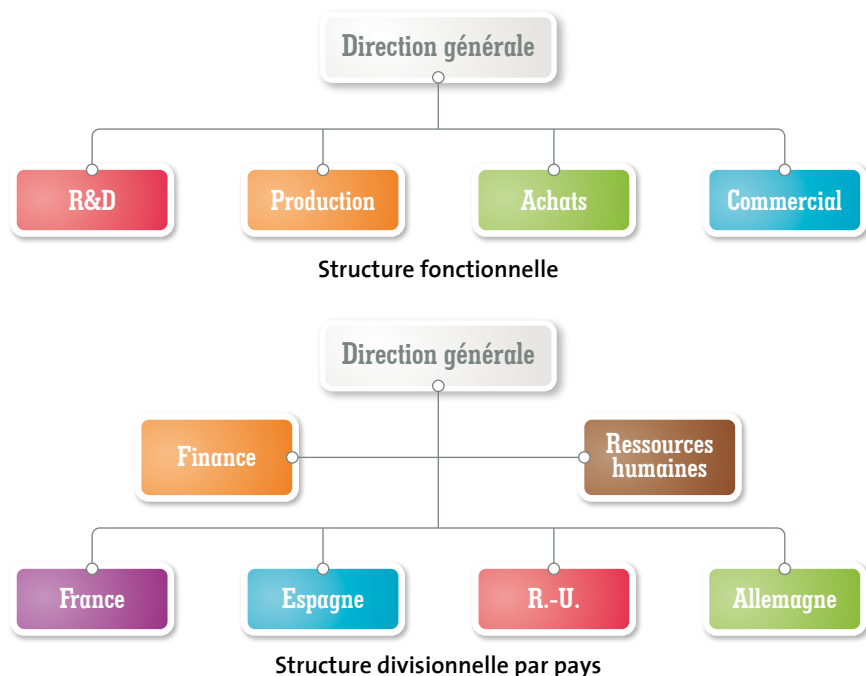 Direction générale
R&D
Production
Achats
Commercial
Structure fonctionnelle
Direction générale
Finance
Ressources
humaines
France
Espagne
R.-U.
Allemagne
Structure divisionnelle par pays